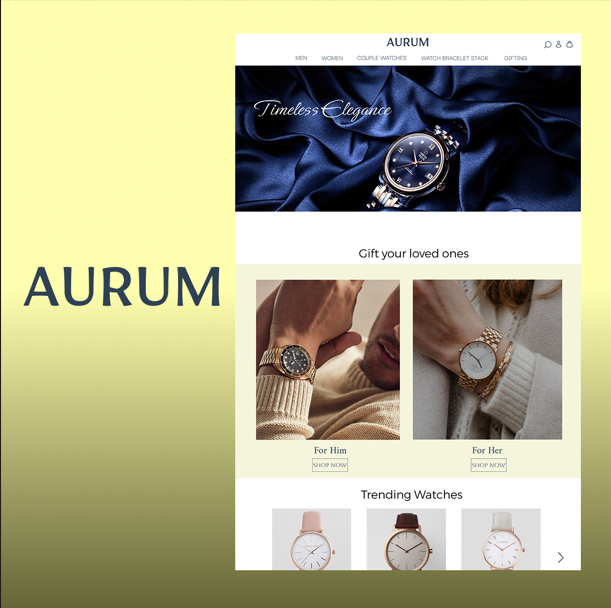 AURUM
AURUM
MEN WOMEN COUPLE WATCHES WATCH BRACELET STACK GIFTING
Timeless Elegance
Gift your loved ones
For Him
SHOP NOW
For Her
SHOP NOW
Trending Watches